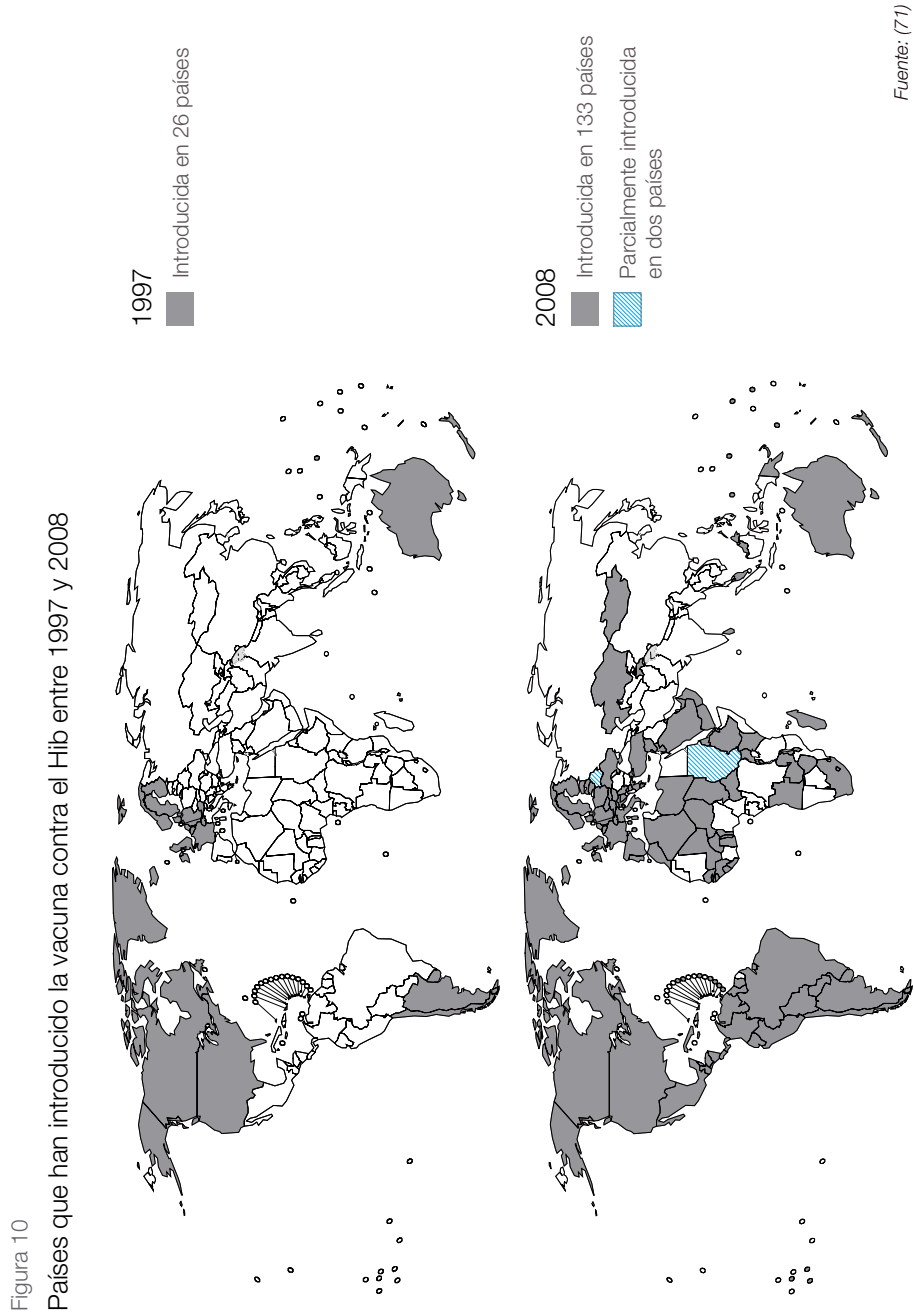 Figura 10
Países que han introducido la vacuna contra el Hib entre 1997 y 2008
1997
Introducida en 26 países
2008
Introducida en 133 países
Parcialmente introducida
en dos países
Fuente: (71)